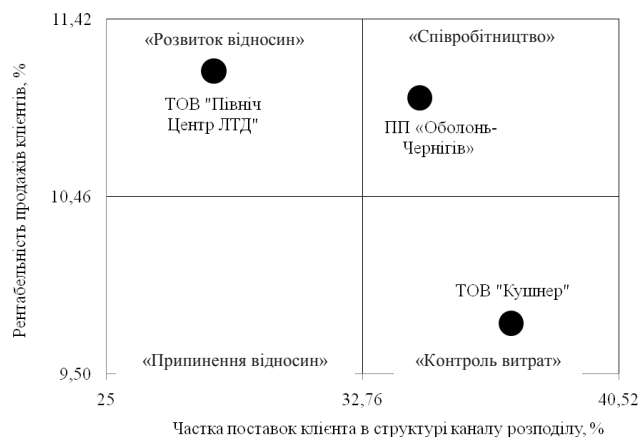 11,42
«Розвиток відносин»
«Співробітництво»
ТОВ "Північ
Центр ЛТД"
ПП «Оболонь-
Чернігів»
10,46
Рентабельність продажів клієнтів, %
ТОВ "Кушнер"
«Припинення відносин»
«Контроль витрат»
9,50
25
32,76
40,52
Частка поставок клієнта в структурі каналу розподілу, %